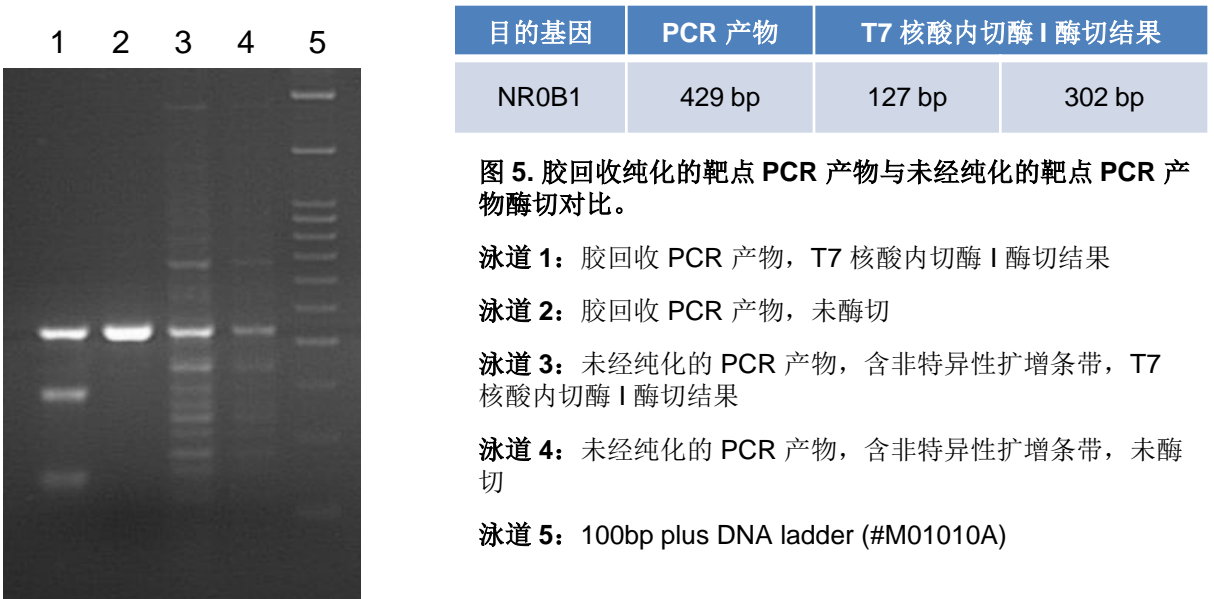 1 2 3 4 5
目的基因 PCR 产物 T7 核酸内切酶 I 酶切结果
NR0B1 429 bp 127 bp 302 bp
图 5. 胶回收纯化的靶点 PCR 产物与未经纯化的靶点 PCR 产
物酶切对比。
泳道 1：胶回收 PCR 产物，T7 核酸内切酶 I 酶切结果
泳道 2：胶回收 PCR 产物，未酶切
泳道 3：未经纯化的 PCR 产物，含非特异性扩增条带，T7
核酸内切酶 I 酶切结果
泳道 4：未经纯化的 PCR 产物，含非特异性扩增条带，未酶
切
泳道 5：100bp plus DNA ladder (#M01010A)